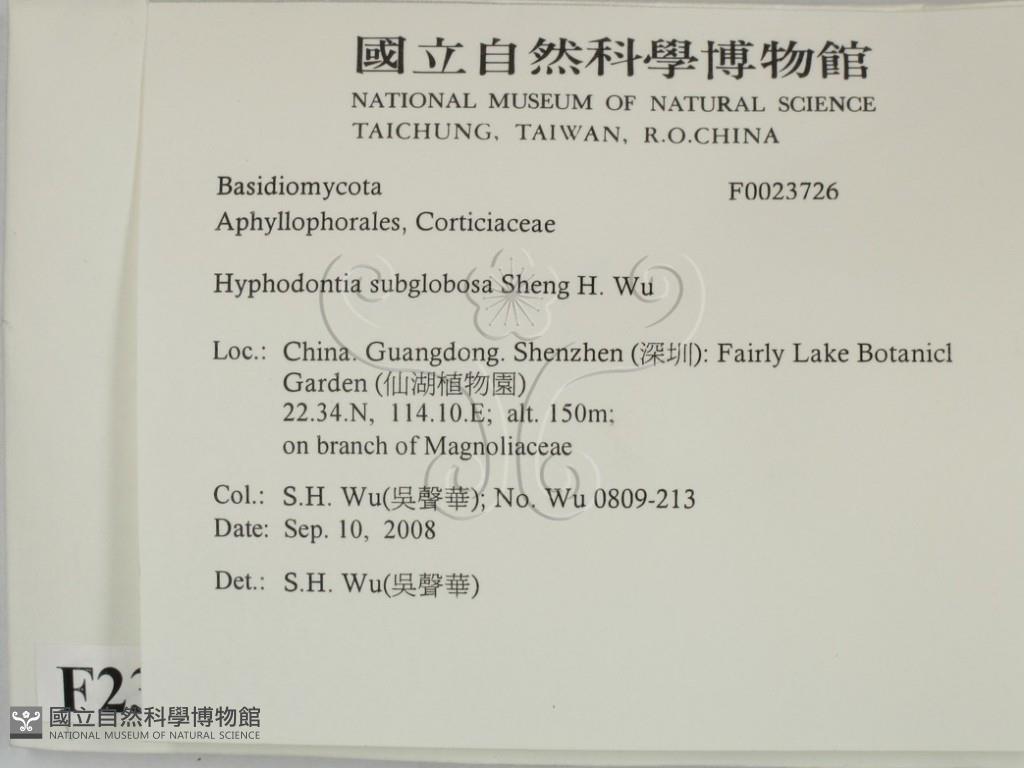 國立自然科學博物館
NATIONAL MUSEUM OF NATURAL SCIENCE
TAICHUNG, TAIWAN, R.O.CHINA
Basidiomycota F0023726
Aphyllophorales, Corticiaceae
Hyphodontia subglobosa Sheng H. Wu
Loc.: China. Guangdong. Shenzhen (深圳): Fairly Lake Botanicl
Garden (仙湖植物園)
22.34.N, 114.10.E; alt. 150m;
on branch of Magnoliaceae
Col.: S.H. Wu(吳聲華); No. Wu 0809-213
Date: Sep. 10, 2008
Det.: S.H. Wu(吳聲華)
F23
國立自然科學博物館
NATIONAL MUSEUM OF NATURAL SCIENCE